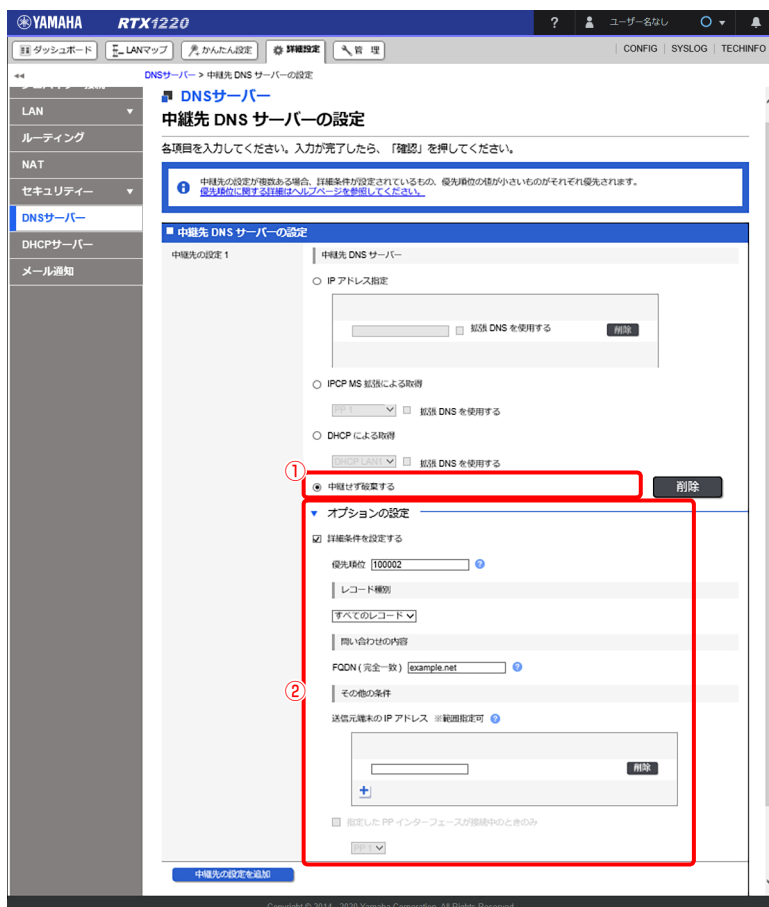 YAMAHA RTX1220 ? ユーザー名なし
ダッシュボード LANマップ かんたん設定 詳細設定 管理 CONFIG SYSLOG TECHINFO
DNSサーバー > 中継先 DNS サーバーの設定
LAN
ルーティング
NAT
セキュリティー
DNSサーバー
DHCPサーバー
メール通知
DNSサーバー
中継先 DNS サーバーの設定
各項目を入力してください。入力が完了したら、「確認」を押してください。
中継先の設定が複数ある場合、詳細条件が設定されているもの、優先順位の値が小さいものがそれぞれ優先されます。
優先順位に関する詳細はヘルプページを参照してください。
中継先 DNS サーバーの設定
中継先の設定 1
中継先 DNS サーバー
IP アドレス指定
拡張 DNS を使用する 削除
IPCP MS 拡張による取得
PP 1 拡張 DNS を使用する
DHCP による取得
DHCP LAN1 拡張 DNS を使用する
①
中継せず破棄する 削除
オプションの設定
詳細条件を設定する
優先順位 100002 ?
レコード種別
すべてのレコード
問い合わせの内容
FQDN ( 完全一致 ) example.net ?
②
その他の条件
送信元端末の IP アドレス ※範囲指定可 ?
削除
+
指定した PP インターフェースが接続中のときのみ
PP 1
中継先の設定を追加
Copyright © 2014 - 2020 Yamaha Corporation. All Rights Reserved.